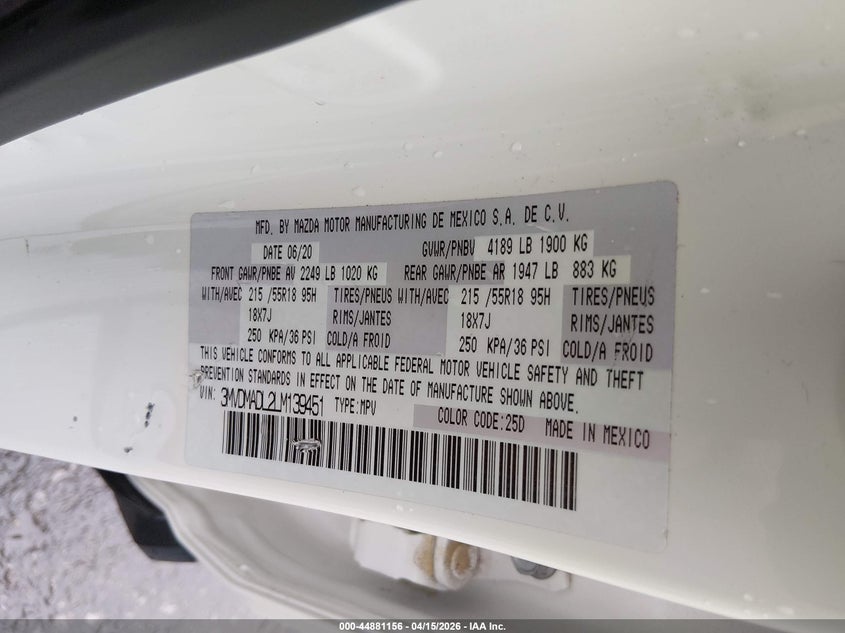 MFD. BY MAZDA MOTOR MANUFACTURING DE MEXICO S.A. DE C.V.
DATE 06/20 GVWR/PNBV 4189 LB 1900 KG
FRONT GAWR/PNBE AV 2249 LB 1020 KG REAR GAWR/PNBE AR 1947 LB 883 KG
WITH/AVEC 215 /55R18 95H TIRES/PNEUS WITH/AVEC 215 /55R18 95H TIRES/PNEUS
18X7J RIMS/JANTES 18X7J RIMS/JANTES
250 KPA/36 PSI COLD/A FROID 250 KPA/36 PSI COLD/A FROID
THIS VEHICLE CONFORMS TO ALL APPLICABLE FEDERAL MOTOR VEHICLE SAFETY AND THEFT
PREVENTION STANDARDS IN EFFECT ON THE DATE OF MANUFACTURE SHOWN ABOVE.
VIN: 3MVDMADL2LM139451 TYPE:MPV
COLOR CODE:25D MADE IN MEXICO
000-44881156 - 04/15/2026 - IAA Inc.